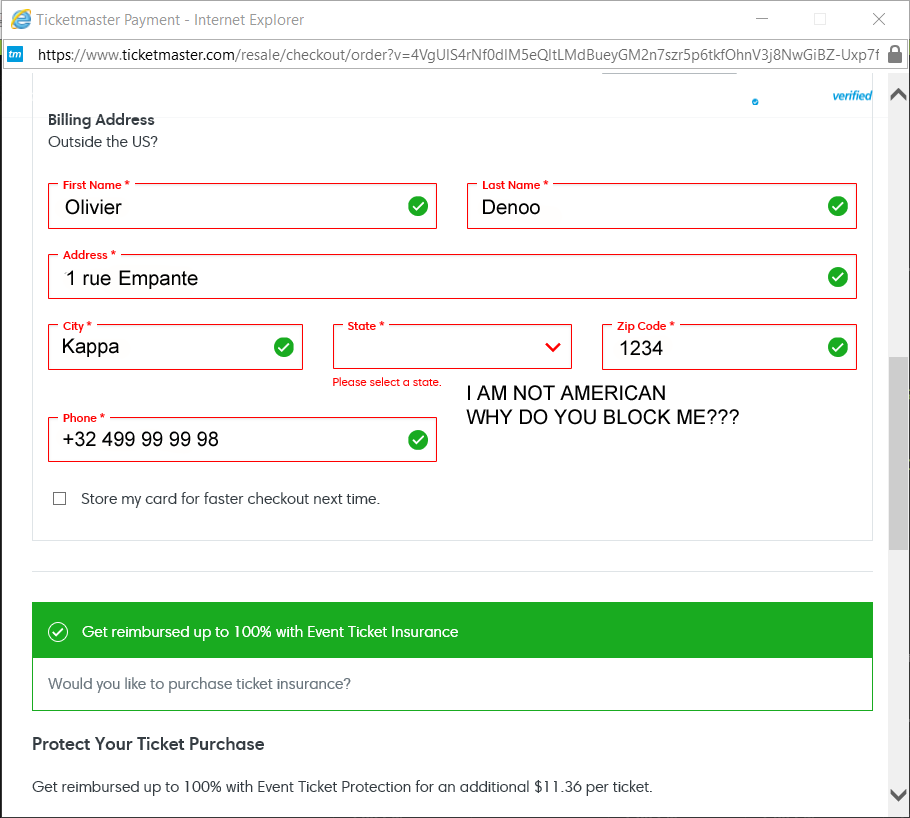 Ticketmaster Payment - Internet Explorer
tm https://www.ticketmaster.com/resale/checkout/order?v=4VgUIS4rNf0dIM5eQltLMdBueyGM2n7szr5p6tkfOhnV3j8NwGiBZ-Uxp7f
verified
Billing Address
Outside the US?
First Name *
Olivier
Last Name *
Denoo
Address *
1 rue Empante
City *
Kappa
State *
Zip Code *
1234
Please select a state.
I AM NOT AMERICAN
WHY DO YOU BLOCK ME???
Phone *
+32 499 99 99 98
Store my card for faster checkout next time.
Get reimbursed up to 100% with Event Ticket Insurance
Would you like to purchase ticket insurance?
Protect Your Ticket Purchase
Get reimbursed up to 100% with Event Ticket Protection for an additional $11.36 per ticket.